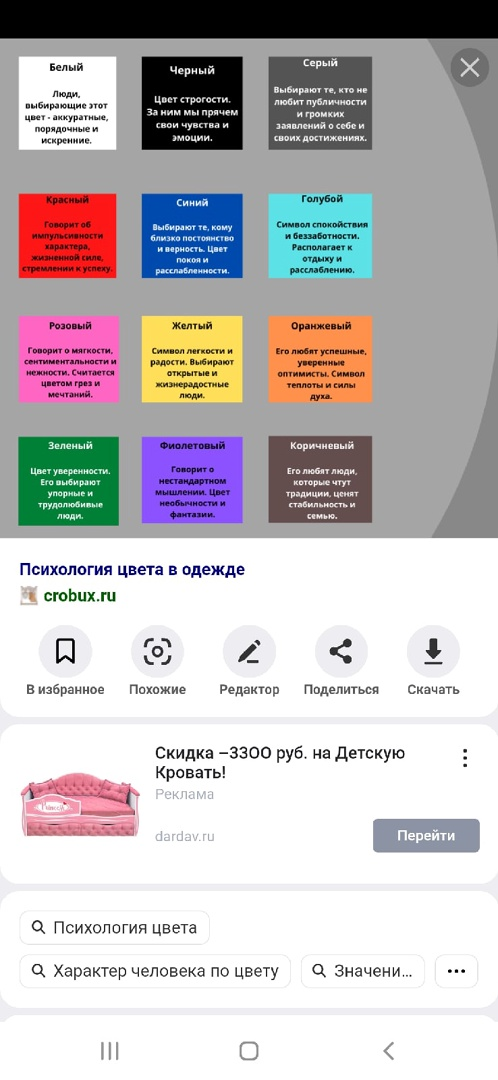 Белый
Люди,
выбирающие этот
цвет - аккуратные,
порядочные и
искренние.
Черный
Цвет строгости.
За ним мы прячем
свои чувства и
эмоции.
Серый
Выбирают те, кто не
любит публичности
и громких
заявлений о себе и
своих достижениях.
Красный
Говорит об
импульсивности
характера,
жизненной силе,
стремлении к успеху.
Синий
Выбирают те, кому
близко постоянство
и верность. Цвет
покоя и
расслабленности.
Голубой
Символ спокойствия
и беззаботности.
Располагает к
отдыху и
расслаблению.
Розовый
Говорит о мягкости,
сентиментальности и
нежности. Считается
цветом грез и
мечтаний.
Желтый
Символ легкости и
радости. Выбирают
открытые и
жизнерадостные
люди.
Оранжевый
Его любят успешные,
уверенные
оптимисты. Символ
теплоты и силы
духа.
Зеленый
Цвет уверенности.
Его выбирают
упорные и
трудолюбивые
люди.
Фиолетовый
Говорит о
нестандартном
мышлении. Цвет
необычности и
фантазии.
Коричневый
Его любят люди,
которые чтут
традиции, ценят
стабильность и
семью.
Психология цвета в одежде
crobux.ru
В избранное
Похожие
Редактор
Поделиться
Скачать
Скидка –3300 руб. на Детскую
Кровать!
Реклама
dardav.ru
Перейти
Психология цвета
Характер человека по цвету
Значени...